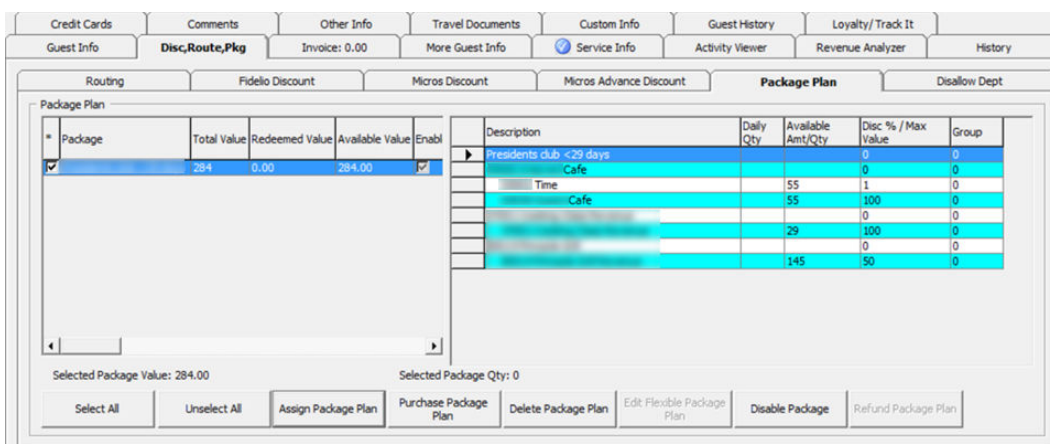 Credit Cards Comments Other Info Travel Documents Custom Info Guest History Loyalty/Track It
Guest Info Disc,Route,Pkg Invoice: 0.00 More Guest Info Service Info Activity Viewer Revenue Analyzer History
Routing Fidelio Discount Micros Discount Micros Advance Discount Package Plan Disallow Dept
Package Plan
* Package Total Value Redeemed Value Available Value Enabl
284 0.00 284.00
Description Daily Qty Available Amt/Qty Disc % / Max Value Group
Presidents club <29 days 0 0
Cafe 0 0
Time 55 1 0
Cafe 55 100 0
0 0
29 100 0
0 0
145 50 0
Selected Package Value: 284.00 Selected Package Qty: 0
Select All Unselect All Assign Package Plan Purchase Package Plan Delete Package Plan Edit Flexible Package Plan Disable Package Refund Package Plan